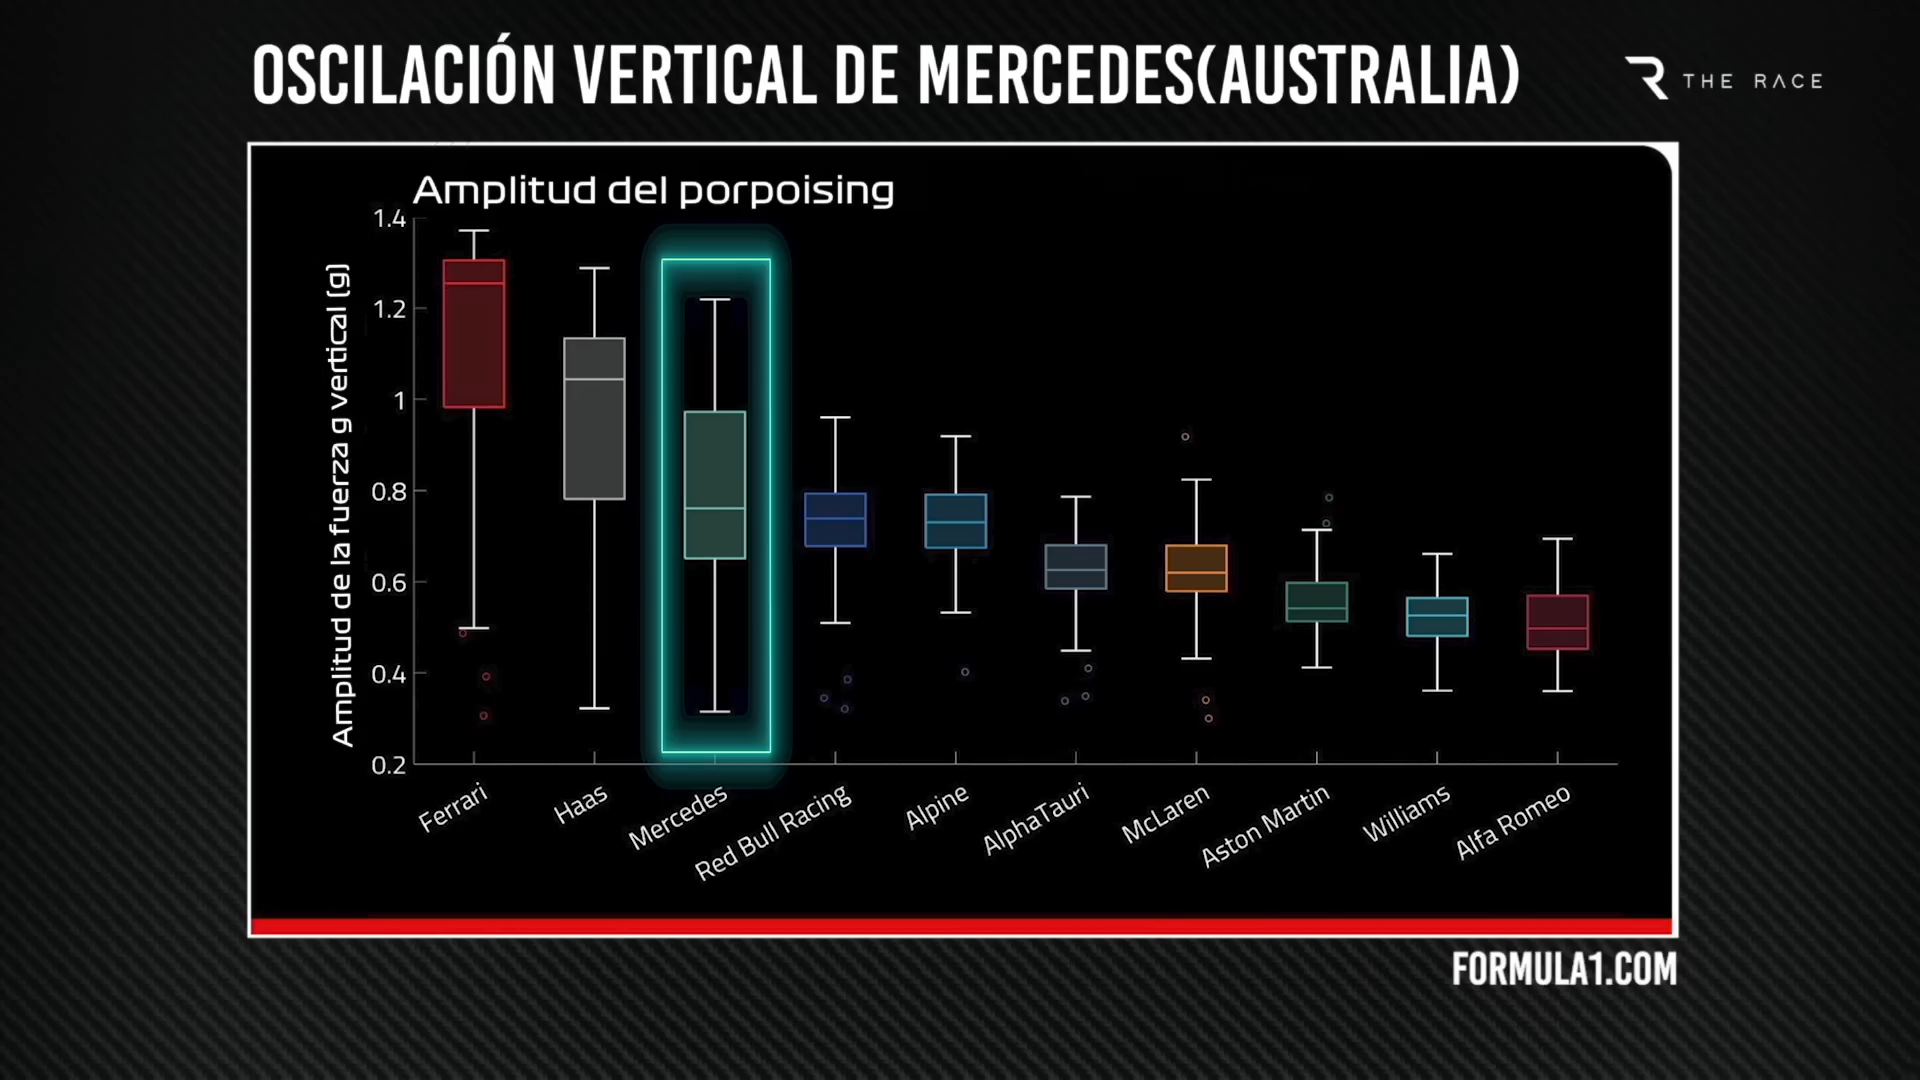 OSCILACIÓN VERTICAL DE MERCEDES(AUSTRALIA)
THE RACE
Amplitud del porpoising
Amplitud de la fuerza g vertical (g)
1.4
1.2
1
0.8
0.6
0.4
0.2
Ferrari
Haas
Mercedes
Red Bull Racing
Alpine
AlphaTauri
McLaren
Aston Martin
Williams
Alfa Romeo
FORMULA1.COM